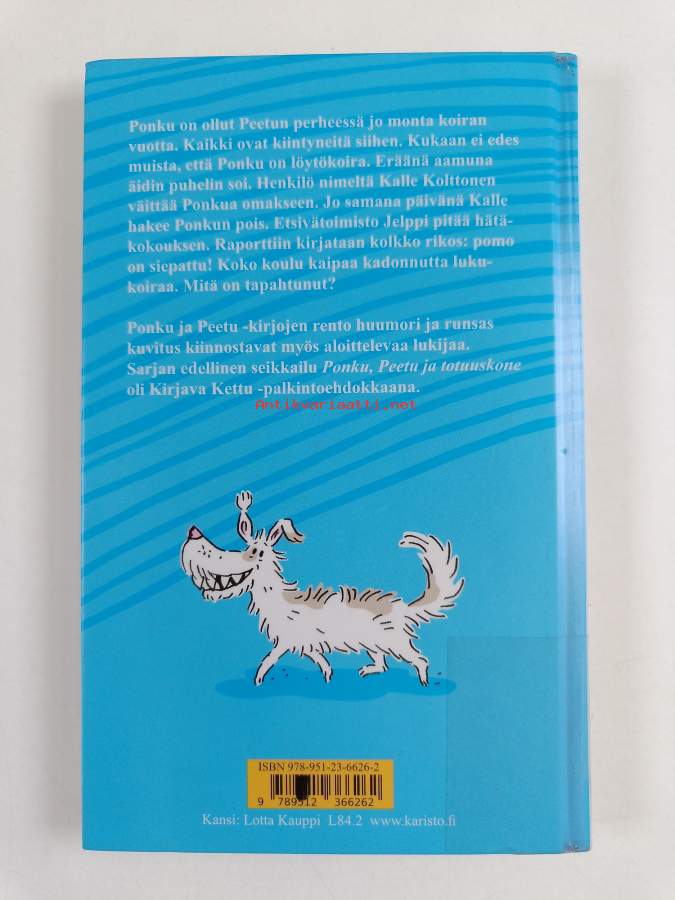 Ponku on ollut Peetun perheessä jo monta koiran
vuotta. Kaikki ovat kiintyneitä siihen. Kukaan ei edes
muista, että Ponku on löytökoira. Eräänä aamuna
äidin puhelin soi. Henkilö nimeltä Kalle Kolttonen
väittää Ponkua omakseen. Jo samana päivänä Kalle
hakee Ponkun pois. Etsivätoimisto Jelppi pitää hätä-
kokouksen. Raporttiin kirjataan kolkko rikos: pomo
on siepattu! Koko koulu kaipaa kadonnutta luku-
koiraa. Mitä on tapahtunut?
Ponku ja Peetu -kirjojen rento huumori ja runsas
kuvitus kiinnostavat myös aloittelevaa lukijaa.
Sarjan edellinen seikkailu Ponku, Peetu ja totuuskone
oli Kirjava Kettu -palkintoehdokkaana.
Antikvariaatti.net
ISBN 978-951-23-6626-2
9 789512 366262
Kansi: Lotta Kauppi L84.2 www.karisto.fi